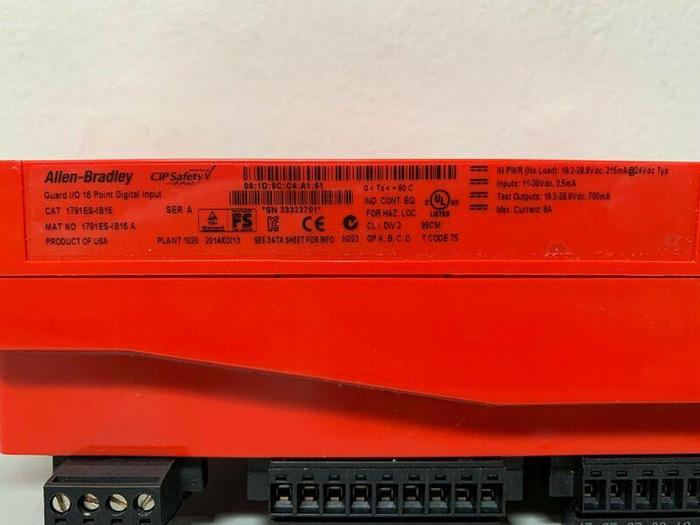 Allen-Bradley CIP Safety
Guard I/O 16 Point Digital Input
CAT 1791ES-IB16 SER A
MAT NO 1791ES-IB16 A
PRODUCT OF USA PLANT 1020 2014/03/13 SEE DATA SHEET FOR INFO N223
00:1D:9C:C4:A1:51
*SN 33332701*
FS
0 < Ta < = 60 C
IND. CONT. EQ.
FOR HAZ. LOC.
CL I, DIV 2 95CM
GP A, B, C, D T CODE T5
c UL US
LISTED
IN PWR (No Load): 19.2-28.8Vdc, 215mA@24Vdc Typ
Inputs: 11-30Vdc, 3.5mA
Test Outputs: 19.2-28.8Vdc, 700mA
Max. Current: 8A